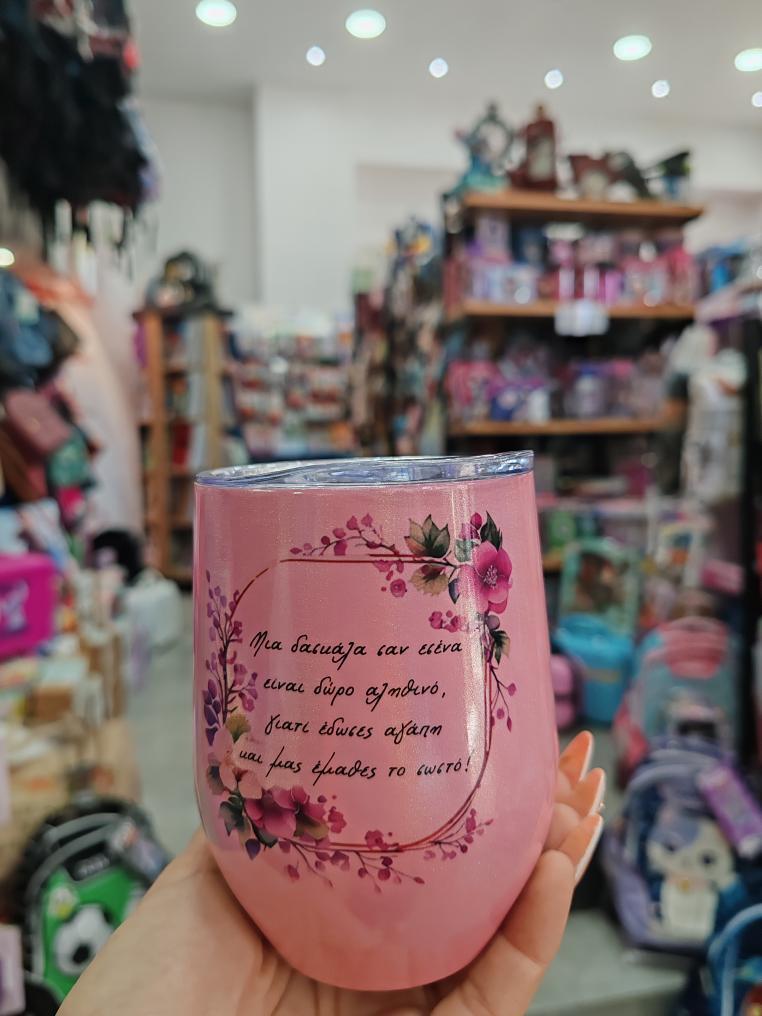 Μια δασκάλα σαν εσένα
είναι δώρο αληθινό,
γιατί έδωσες αγάπη
και μας έμαθες το σωστό!